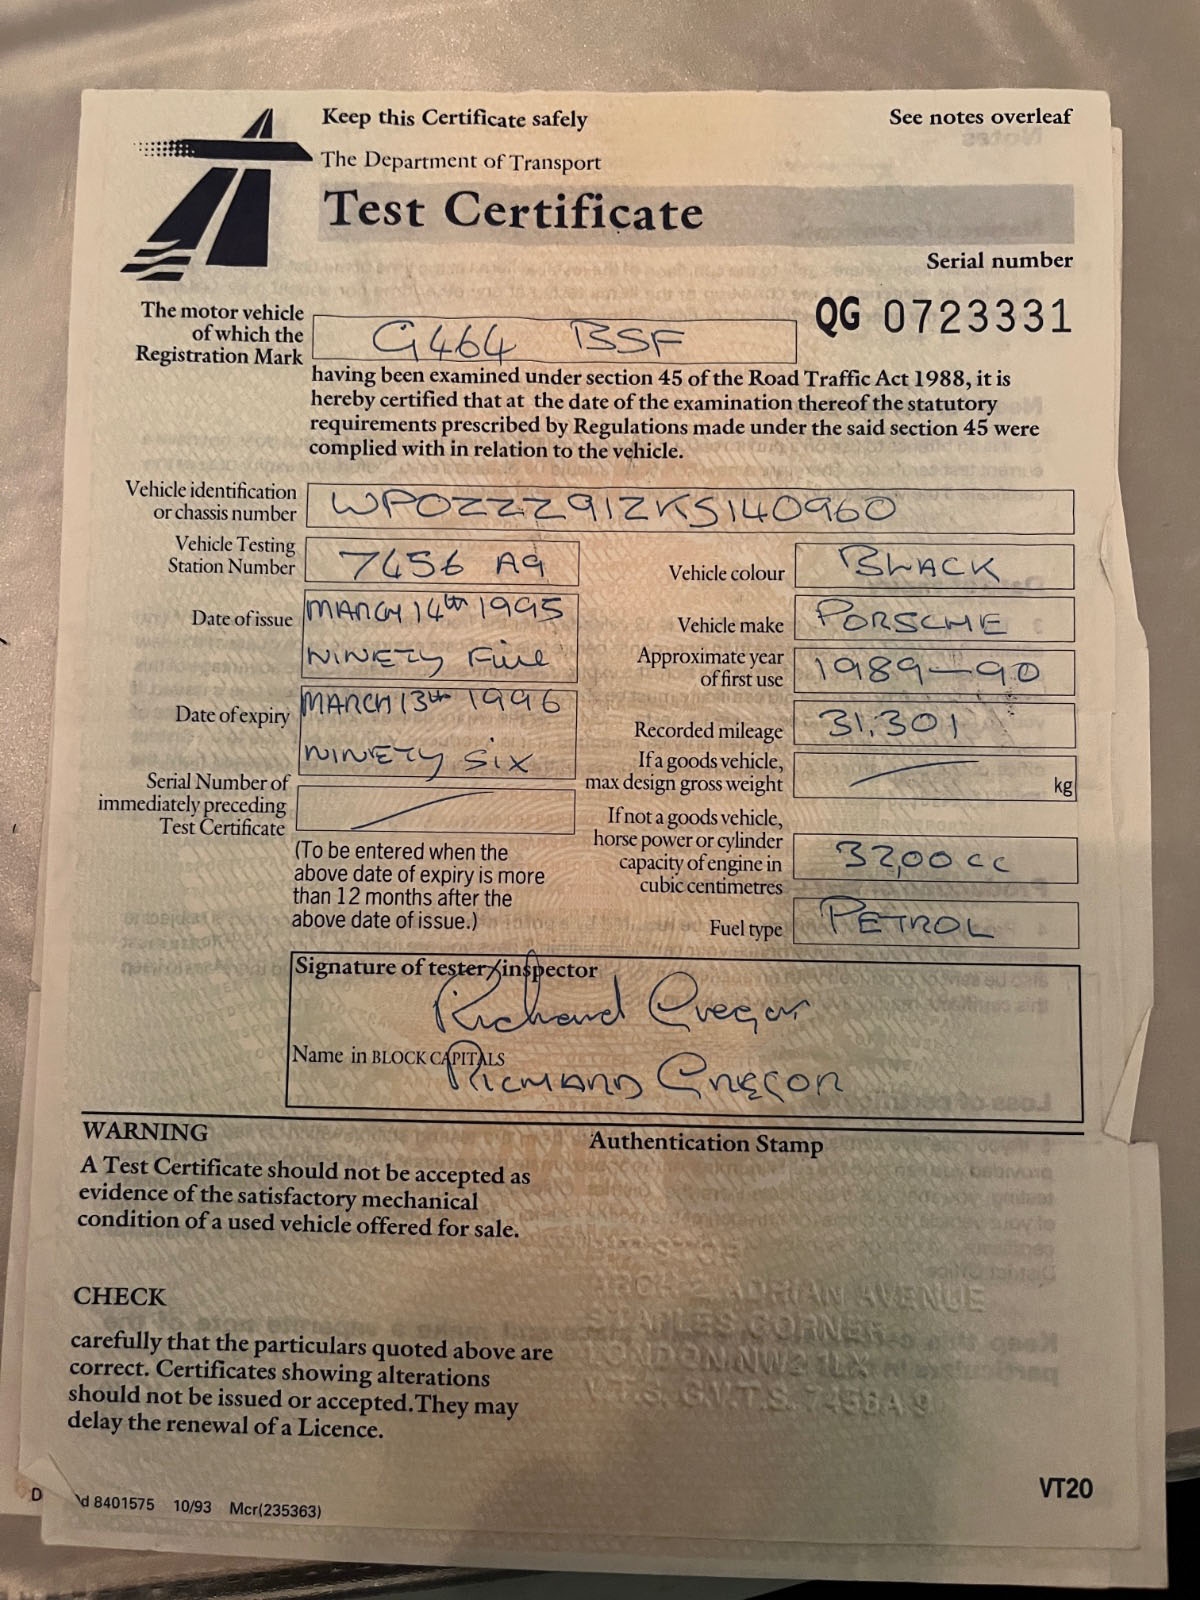 Keep this Certificate safely
See notes overleaf
The Department of Transport
Test Certificate
Serial number
QG 0723331
The motor vehicle
of which the
Registration Mark
G464 BSF
having been examined under section 45 of the Road Traffic Act 1988, it is
hereby certified that at the date of the examination thereof the statutory
requirements prescribed by Regulations made under the said section 45 were
complied with in relation to the vehicle.
Vehicle identification
or chassis number
WPOZZZ91ZKS140960
Vehicle Testing
Station Number
7456 A9
Vehicle colour
BLACK
Date of issue
MARCH 14th 1995
NINETY FIVE
Vehicle make
PORSCHE
Approximate year
of first use
1989-90
Date of expiry
MARCH 13th 1996
NINETY SIX
Recorded mileage
31,301
If a goods vehicle,
max design gross weight
kg
Serial Number of
immediately preceding
Test Certificate
(To be entered when the
above date of expiry is more
than 12 months after the
above date of issue.)
If not a goods vehicle,
horse power or cylinder
capacity of engine in
cubic centimetres
3200 cc
Fuel type
PETROL
Signature of tester/inspector
Richard Gregor
Name in BLOCK CAPITALS
RICHARD GREGOR
WARNING
A Test Certificate should not be accepted as
evidence of the satisfactory mechanical
condition of a used vehicle offered for sale.
CHECK
carefully that the particulars quoted above are
correct. Certificates showing alterations
should not be issued or accepted. They may
delay the renewal of a Licence.
Authentication Stamp
ARCH 2 ADRIAN AVENUE
STAPLES CORNER
LONDON NW2 1LX
V.T.S. G.V.T.S. 7456A9
D d 8401575 10/93 Mcr(235363)
VT20